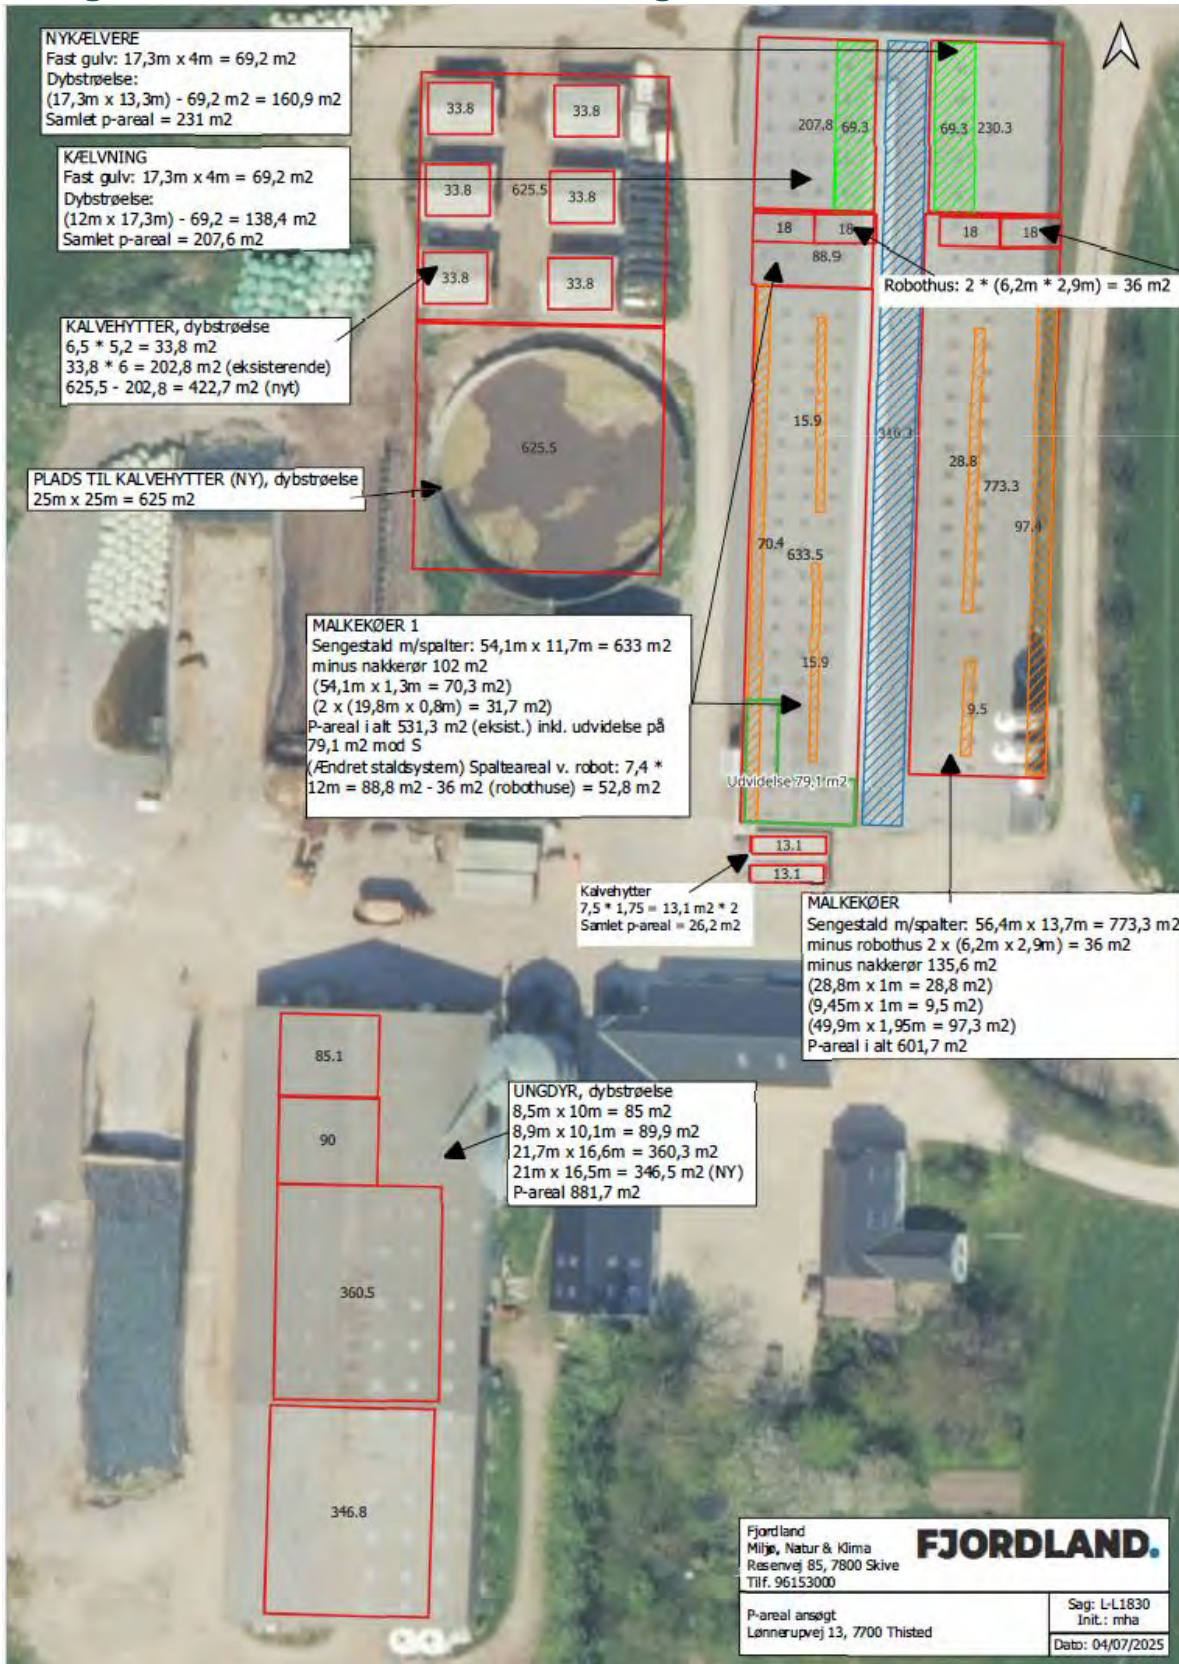 NYKÆLVERE
Fast gulv: 17,3m x 4m = 69,2 m2
Dybstrøelse:
(17,3m x 13,3m) - 69,2 m2 = 160,9 m2
Samlet p-areal = 231 m2
KÆLVNING
Fast gulv: 17,3m x 4m = 69,2 m2
Dybstrøelse:
(12m x 17,3m) - 69,2 = 138,4 m2
Samlet p-areal = 207,6 m2
KALVEHYTTER, dybstrøelse
6,5 * 5,2 = 33,8 m2
33,8 * 6 = 202,8 m2 (eksisterende)
625,5 - 202,8 = 422,7 m2 (nyt)
PLADS TIL KALVEHYTTER (NY), dybstrøelse
25m x 25m = 625 m2
33.8
33.8
33.8
625.5
33.8
33.8
33.8
625.5
207.8
69.3
69.3
230.3
18
18
18
18
88.9
Robothus: 2 * (6,2m * 2,9m) = 36 m2
15.9
316.3
28.8
773.3
97.4
70.4
633.5
15.9
9.5
Udvidelse 79,1 m2
MALKEKØER 1
Sengestald m/spalter: 54,1m x 11,7m = 633 m2
minus nakkerør 102 m2
(54,1m x 1,3m = 70,3 m2)
(2 x (19,8m x 0,8m) = 31,7 m2)
P-areal i alt 531,3 m2 (eksist.) inkl. udvidelse på
79,1 m2 mod S
(Ændret staldsystem) Spalteareal v. robot: 7,4 *
12m = 88,8 m2 - 36 m2 (robothuse) = 52,8 m2
13.1
13.1
Kalvehytter
7,5 * 1,75 = 13,1 m2 * 2
Samlet p-areal = 26,2 m2
MALKEKØER
Sengestald m/spalter: 56,4m x 13,7m = 773,3 m2
minus robothus 2 x (6,2m x 2,9m) = 36 m2
minus nakkerør 135,6 m2
(28,8m x 1m = 28,8 m2)
(9,45m x 1m = 9,5 m2)
(49,9m x 1,95m = 97,3 m2)
P-areal i alt 601,7 m2
85.1
90
360.5
346.8
UNGDYR, dybstrøelse
8,5m x 10m = 85 m2
8,9m x 10,1m = 89,9 m2
21,7m x 16,6m = 360,3 m2
21m x 16,5m = 346,5 m2 (NY)
P-areal 881,7 m2
Fjordland
Miljø, Natur & Klima
Resenvej 85, 7800 Skive
Tlf. 96153000
FJORDLAND.
P-areal ansøgt
Lønnerupvej 13, 7700 Thisted
Sag: L-L1830
Init.: mha
Dato: 04/07/2025